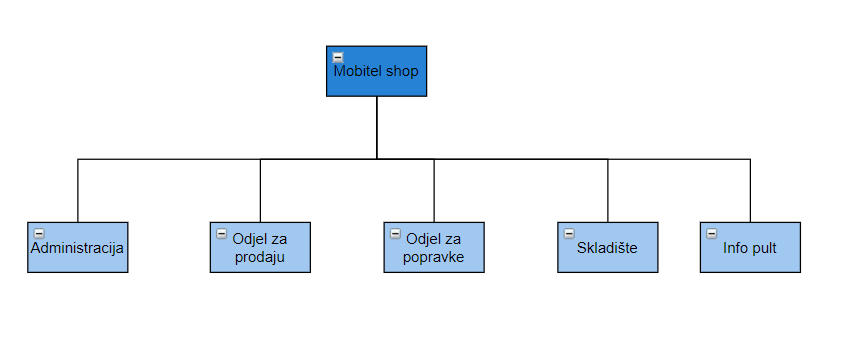 Mobitel shop
Administracija
Odjel za
prodaju
Odjel za
popravke
Skladište
Info pult